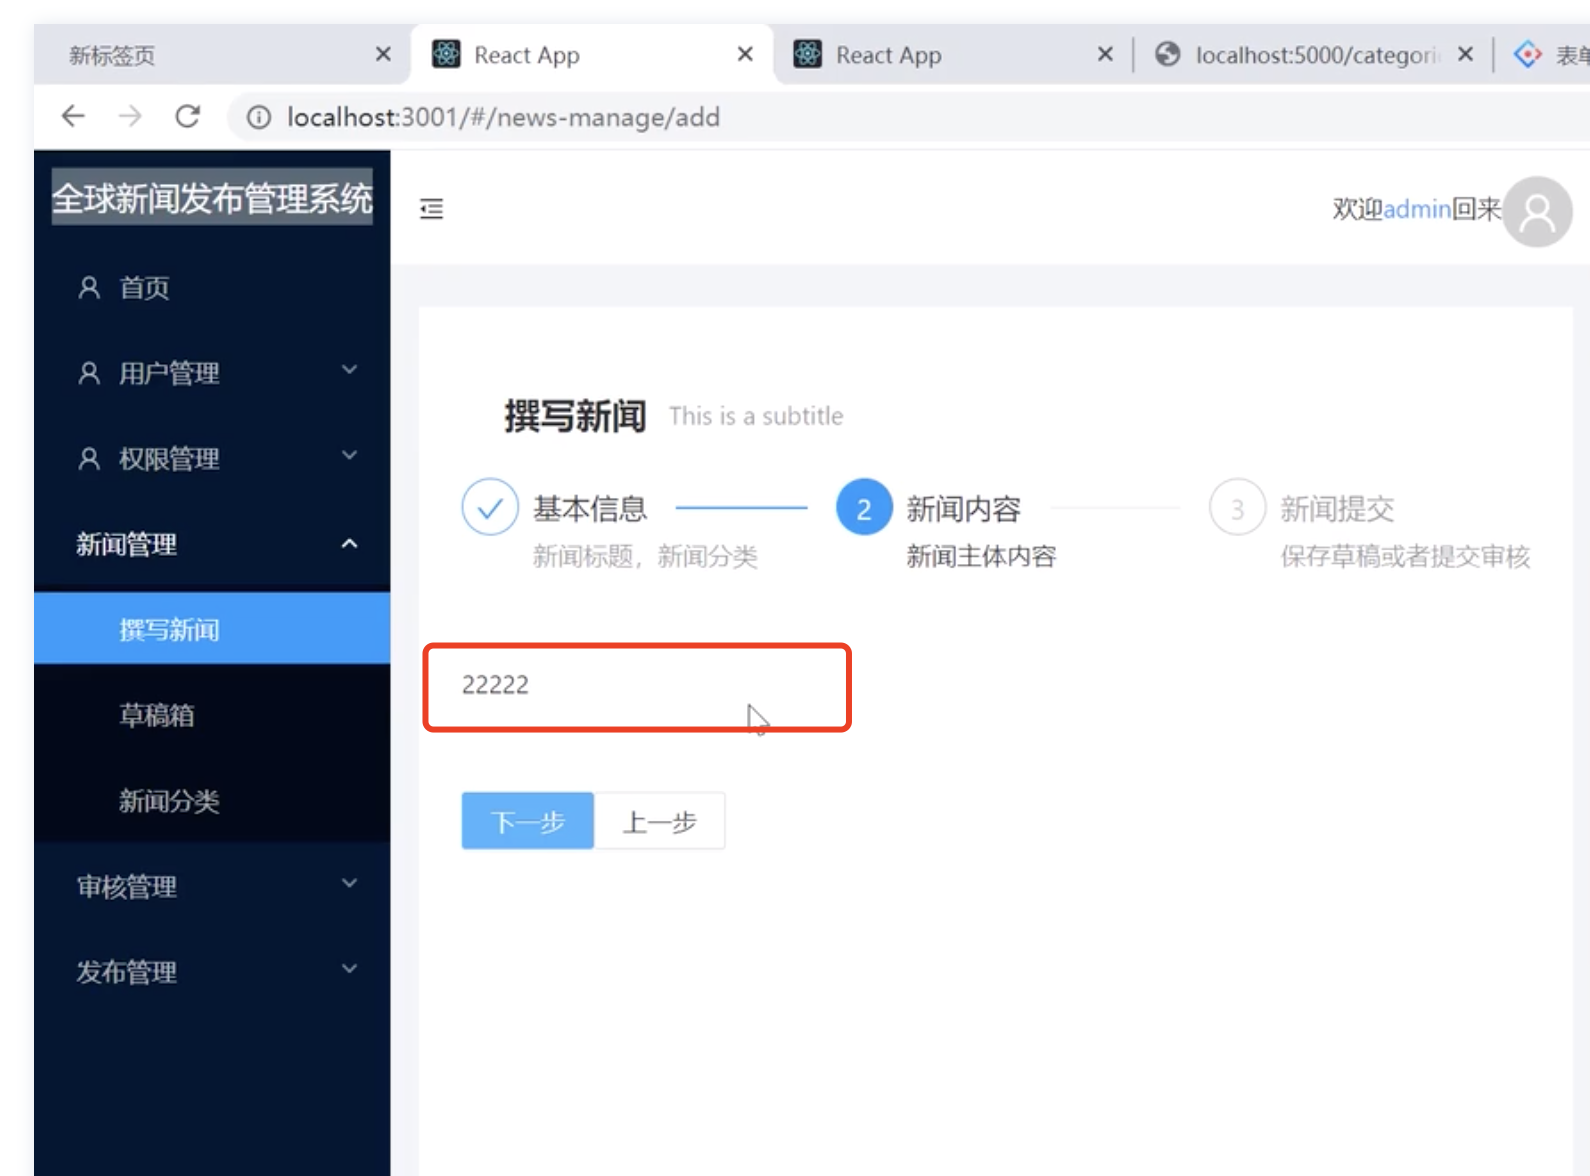 新标签页
React App
React App
localhost:5000/categori
表单
localhost:3001/#/news-manage/add
全球新闻发布管理系统
欢迎admin回来
首页
用户管理
权限管理
新闻管理
撰写新闻
草稿箱
新闻分类
审核管理
发布管理
撰写新闻 This is a subtitle
基本信息
新闻标题，新闻分类
2 新闻内容
新闻主体内容
3 新闻提交
保存草稿或者提交审核
22222
下一步
上一步